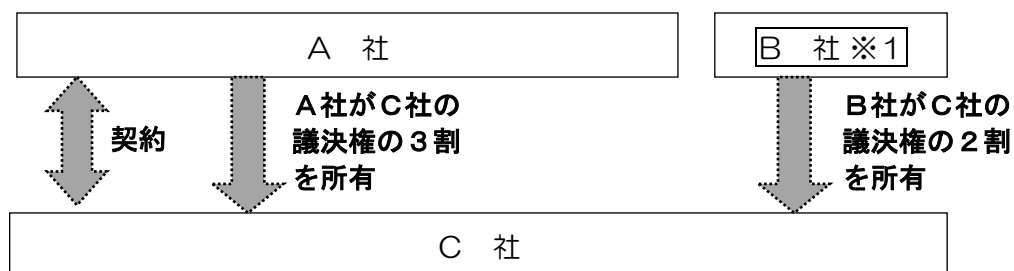 A 社
B 社※1
契約
A社がC社の
議決権の3割
を所有
B社がC社の
議決権の2割
を所有
C 社